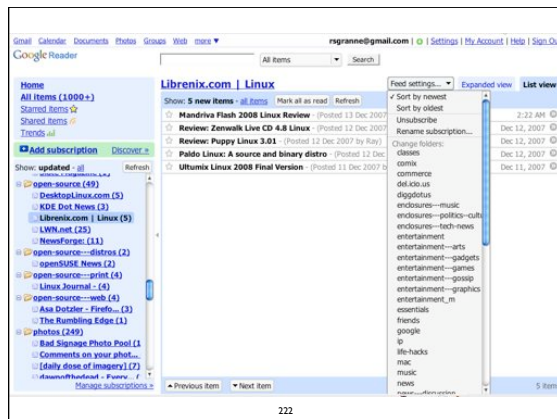 Gmail Calendar Documents Photos Groups Web more ▼
rsgranne@gmail.com | Settings | My Account | Help | Sign Ou
Google Reader
All items
Search
Home
All items (1000+)
Starred items
Shared items
Trends
Add subscription Discover »
Show: updated - all Refresh
open-source (49)
DesktopLinux.com (5)
KDE Dot News (3)
Librenix.com | Linux (5)
LWN.net (25)
NewsForge: (11)
open-source---distros (2)
openSUSE News (2)
open-source---print (4)
Linux Journal - (4)
open-source---web (4)
Asa Dotzler - Firefo... (3)
The Rumbling Edge (1)
photos (249)
Bad Signage Photo Pool (1
Comments on your phot...
[daily dose of imagery] (7)
Manage subscriptions »
Librenix.com | Linux
Show: 5 new items - all items Mark all as read Refresh
Mandriva Flash 2008 Linux Review - (Posted 13 Dec 2007
Review: Zenwalk Live CD 4.8 Linux - (Posted 12 Dec
Review: Puppy Linux 3.01 - (Posted 12 Dec 2007 by Ray)
Paldo Linux: A source and binary distro - (Posted 12 Dec
Ultumix Linux 2008 Final Version - (Posted 11 Dec 2007 b
Feed settings... ▼
Expanded view
List view
✓ Sort by newest
Sort by oldest
Unsubscribe
Rename subscription...
Change folders:
classes
comix
commerce
del.icio.us
diggdotus
enclosures---music
enclosures---politics-cultu
enclosures---tech-news
entertainment
entertainment---arts
entertainment---gadgets
entertainment---games
entertainment---gossip
entertainment---graphics
entertainment_m
essentials
friends
google
ip
life-hacks
mac
music
news
news---discussion
2:22 AM
Dec 12, 2007
Dec 12, 2007
Dec 12, 2007
Dec 11, 2007
▲ Previous item ▼ Next item
5 item
222